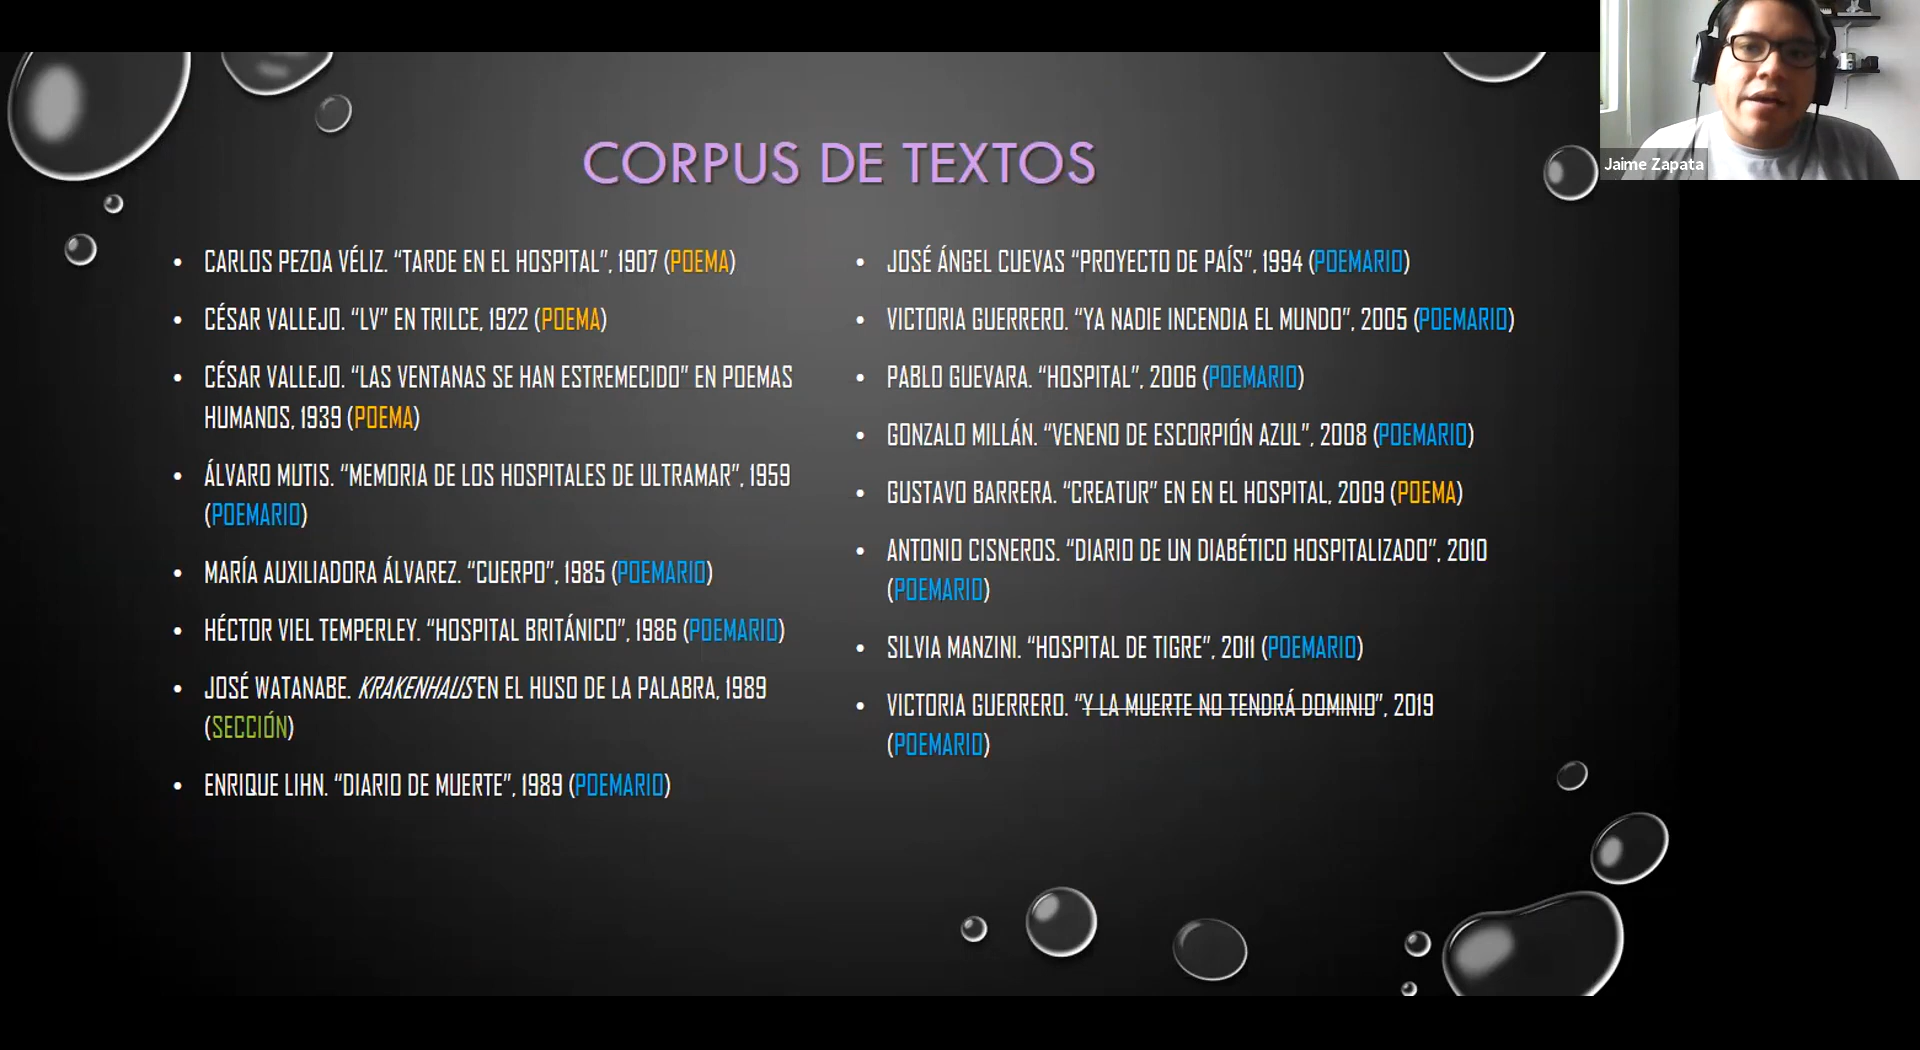 CORPUS DE TEXTOS
• CARLOS PEZOA VÉLIZ. “TARDE EN EL HOSPITAL”, 1907 (POEMA)
• CÉSAR VALLEJO. “LV” EN TRILCE, 1922 (POEMA)
• CÉSAR VALLEJO. “LAS VENTANAS SE HAN ESTREMECIDO” EN POEMAS
HUMANOS, 1939 (POEMA)
• ÁLVARO MUTIS. “MEMORIA DE LOS HOSPITALES DE ULTRAMAR”, 1959
(POEMARIO)
• MARÍA AUXILIADORA ÁLVAREZ. “CUERPO”, 1985 (POEMARIO)
• HÉCTOR VIEL TEMPERLEY. “HOSPITAL BRITÁNICO”, 1986 (POEMARIO)
• JOSÉ WATANABE. KRAKENHAUS EN EL HUSO DE LA PALABRA, 1989
(SECCIÓN)
• ENRIQUE LIHN. “DIARIO DE MUERTE”, 1989 (POEMARIO)
• JOSÉ ÁNGEL CUEVAS “PROYECTO DE PAÍS”, 1994 (POEMARIO)
• VICTORIA GUERRERO. “YA NADIE INCENDIA EL MUNDO”, 2005 (POEMARIO)
• PABLO GUEVARA. “HOSPITAL”, 2006 (POEMARIO)
• GONZALO MILLÁN. “VENENO DE ESCORPIÓN AZUL”, 2008 (POEMARIO)
• GUSTAVO BARRERA. “CREATUR” EN EN EL HOSPITAL, 2009 (POEMA)
• ANTONIO CISNEROS. “DIARIO DE UN DIABÉTICO HOSPITALIZADO”, 2010
(POEMARIO)
• SILVIA MANZINI. “HOSPITAL DE TIGRE”, 2011 (POEMARIO)
• VICTORIA GUERRERO. “Y LA MUERTE NO TENDRÁ DOMINIO”, 2019
(POEMARIO)
Jaime Zapata